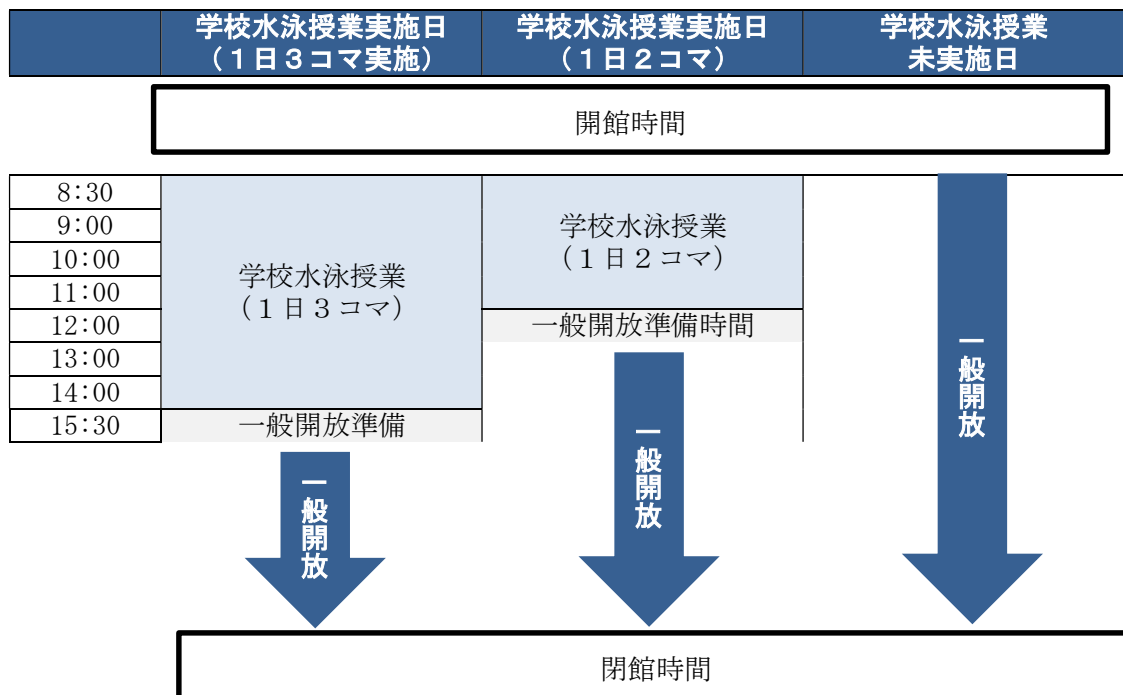 学校水泳授業実施日
(1日3コマ実施)
学校水泳授業実施日
(1日2コマ)
学校水泳授業
未実施日
開館時間
8:30
9:00
10:00
11:00
12:00
13:00
14:00
15:30
学校水泳授業
(1日3コマ)
一般開放準備
学校水泳授業
(1日2コマ)
一般開放準備時間
一般開放
一般開放
一般開放
閉館時間